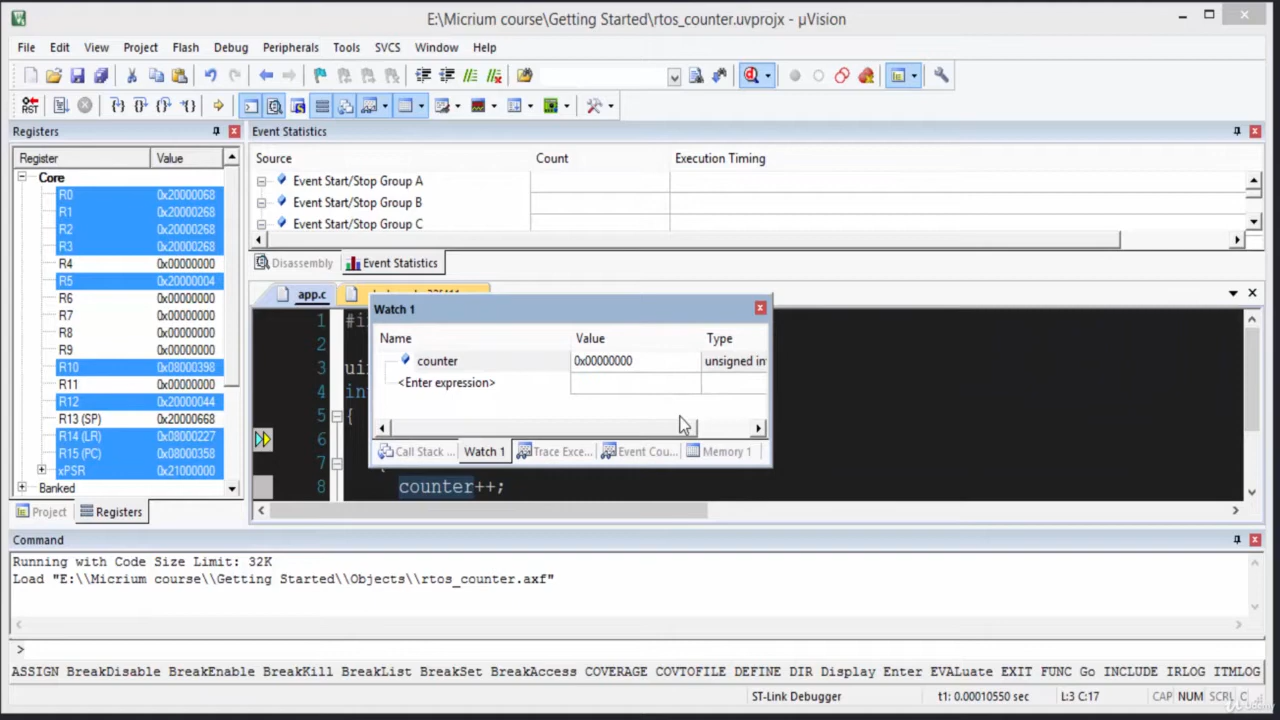 E:\Micrium course\Getting Started\rtos_counter.uvprojx - µVision
File Edit View Project Flash Debug Peripherals Tools SVCS Window Help
Registers
Register Value
Core
R0 0x20000068
R1 0x20000268
R2 0x20000268
R3 0x20000268
R4 0x00000000
R5 0x20000004
R6 0x00000000
R7 0x00000000
R8 0x00000000
R9 0x00000000
R10 0x08000398
R11 0x00000000
R12 0x20000044
R13 (SP) 0x20000668
R14 (LR) 0x08000227
R15 (PC) 0x08000358
xPSR 0x21000000
Banked
Project Registers
Event Statistics
Source Count Execution Timing
Event Start/Stop Group A
Event Start/Stop Group B
Event Start/Stop Group C
Disassembly Event Statistics
app.c
1 #i
2
3 ui
4 in
5 {
6
7
8 counter++;
Watch 1
Name Value Type
counter 0x00000000 unsigned in
<Enter expression>
Call Stack ... Watch 1 Trace Exce... Event Cou... Memory 1
Command
Running with Code Size Limit: 32K
Load "E:\\Micrium course\\Getting Started\\Objects\\rtos_counter.axf"
>
ASSIGN BreakDisable BreakEnable BreakKill BreakList BreakSet BreakAccess COVERAGE COVTOFILE DEFINE DIR Display Enter EVALuate EXIT FUNC Go INCLUDE IRLOG ITMLOG
ST-Link Debugger t1: 0.00010550 sec L:3 C:17 CAP NUM SCRL